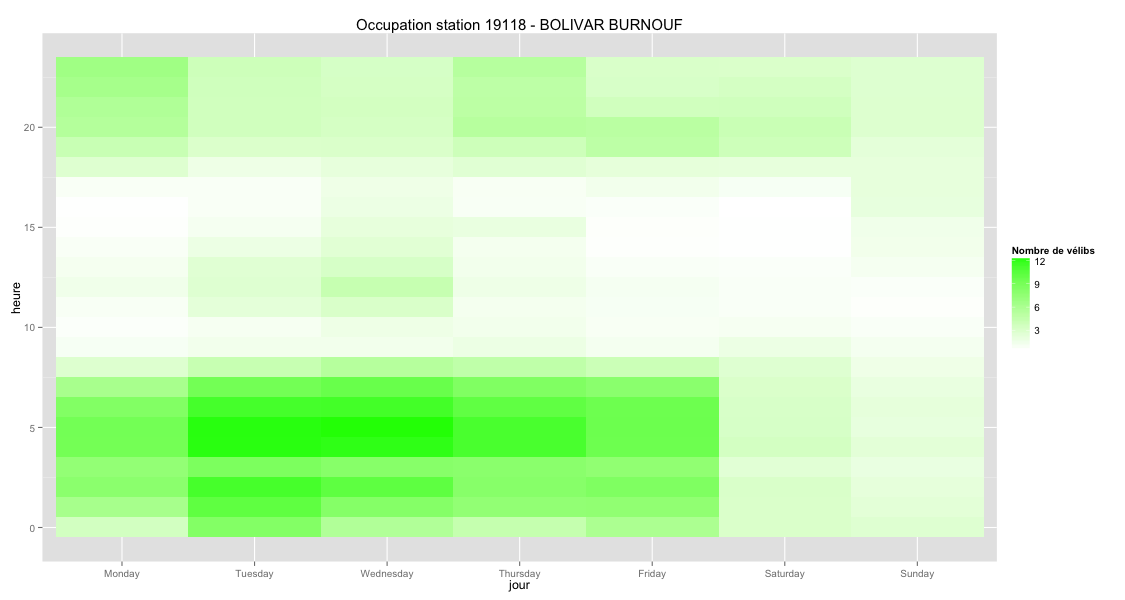 Occupation station 19118 - BOLIVAR BURNOUF
20
15
10
5
0
heure
Monday Tuesday Wednesday Thursday Friday Saturday Sunday
jour
Nombre de vélibs
12
9
6
3